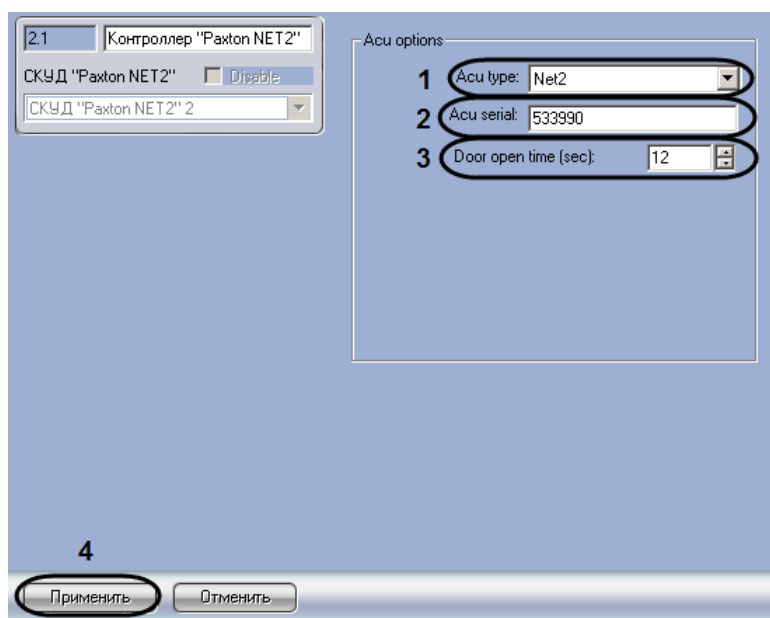 2.1 Контроллер "Paxton NET2"
СКУД "Paxton NET2" Disable
СКУД "Paxton NET2" 2
Acu options
1 Acu type: Net2
2 Acu serial: 533990
3 Door open time (sec): 12
4
Применить Отменить